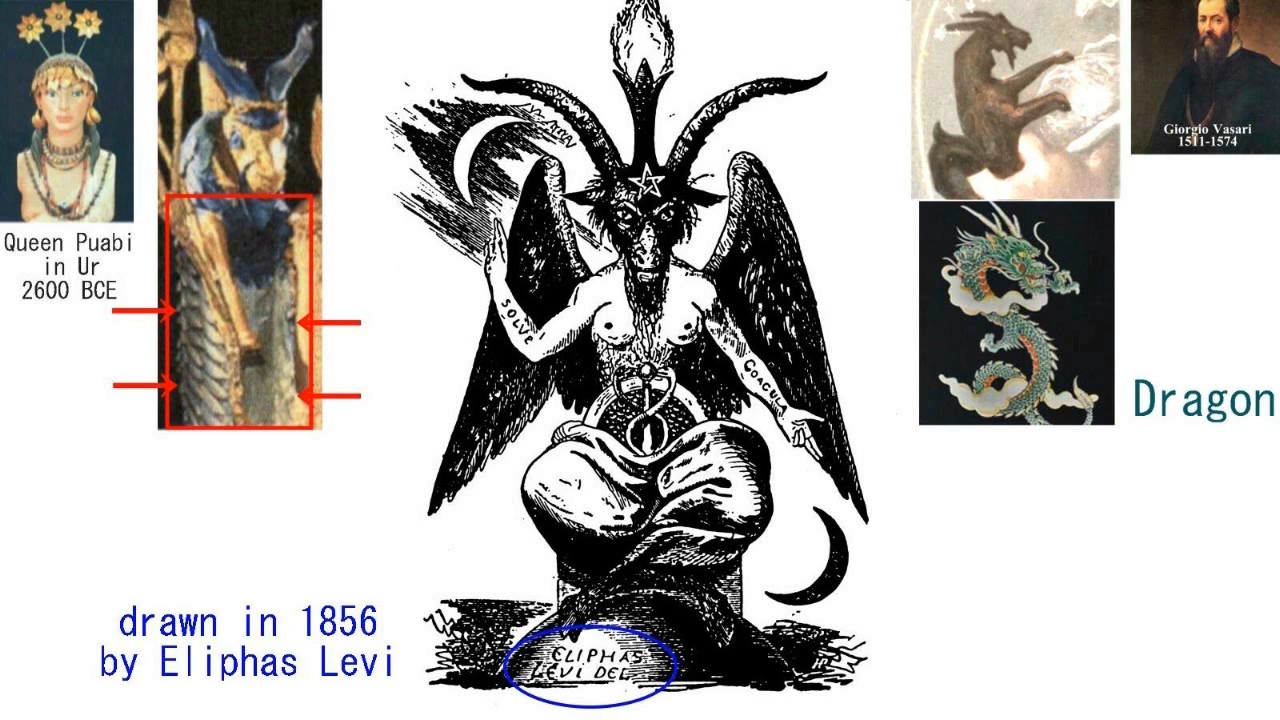 Queen Puabi
in Ur
2600 BCE
Giorgio Vasari
1511-1574
SOLVE
COAGUL
Dragon
drawn in 1856
by Eliphas Levi
ELIPHAS
LEVI DEL